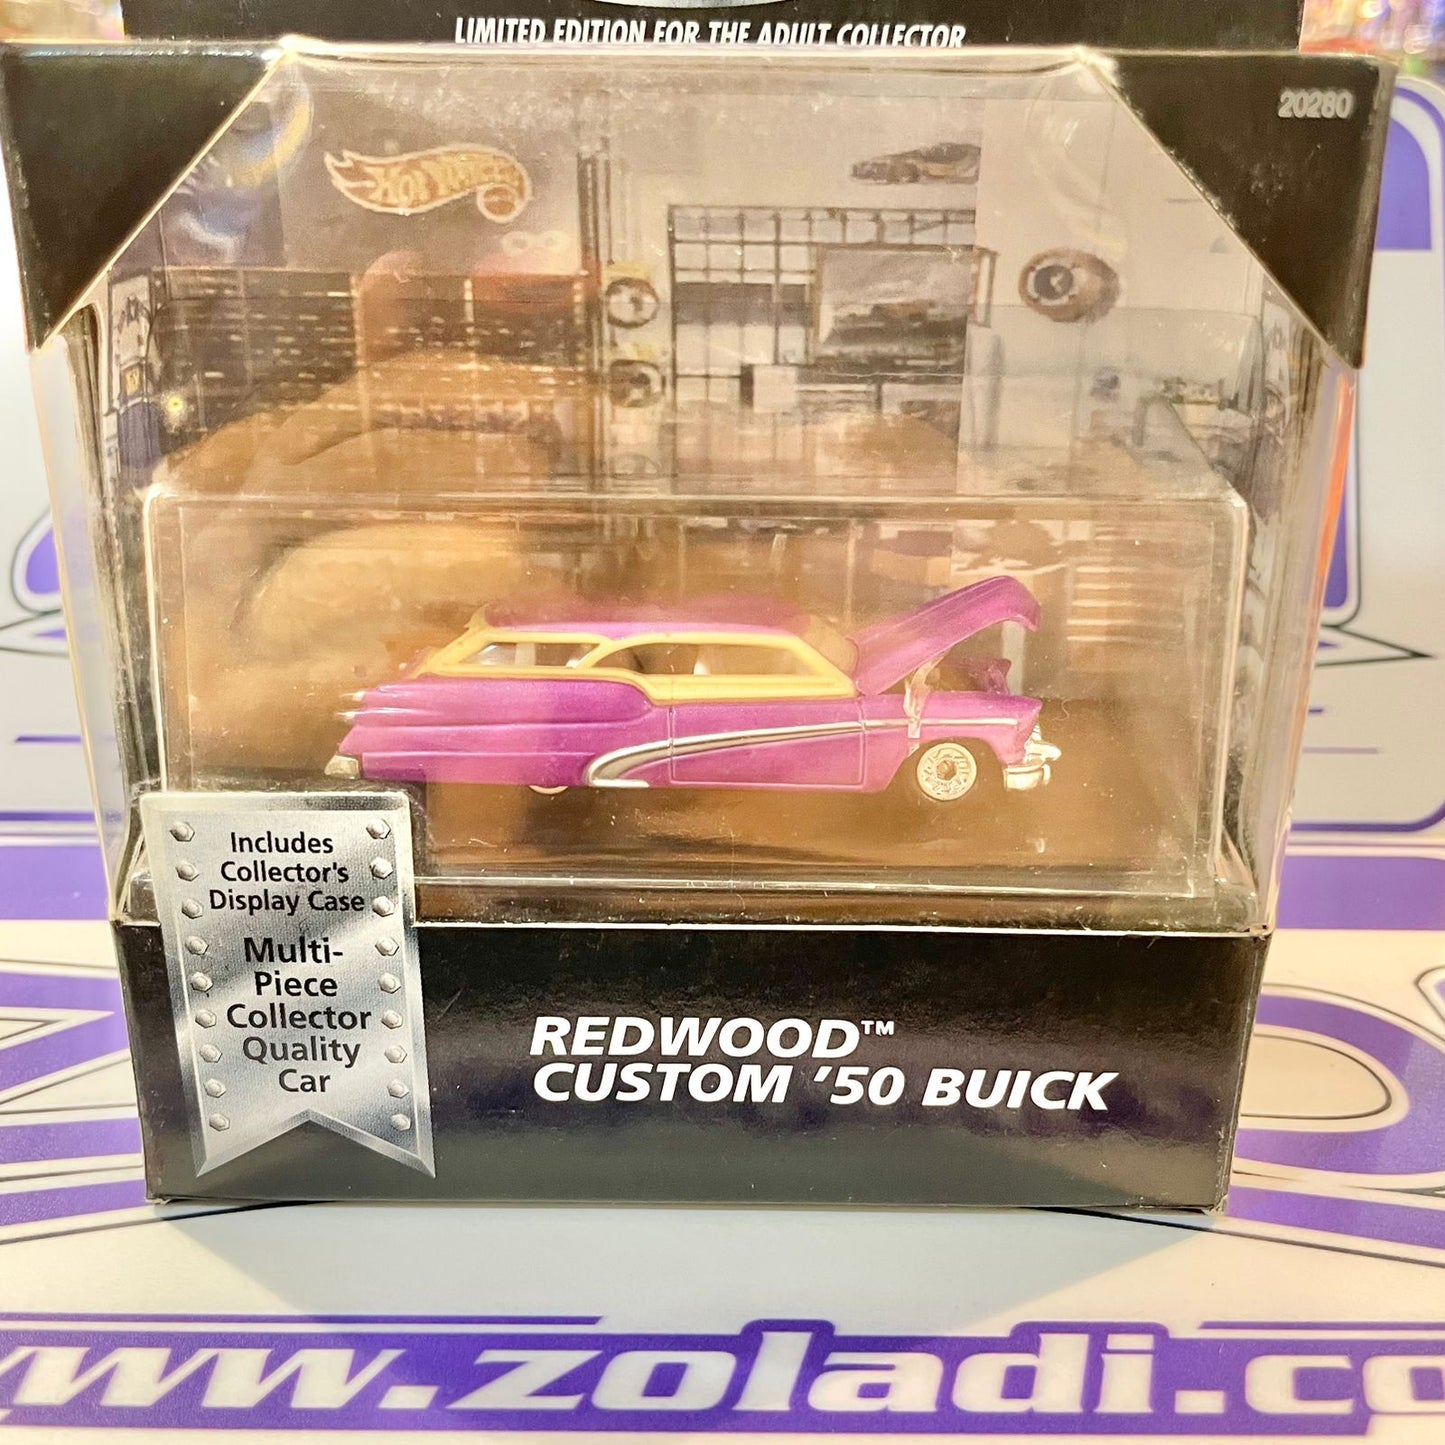 LIMITED EDITION FOR THE ADULT COLLECTOR
20280
HOT WHEELS
Includes
Collector's
Display Case
Multi-
Piece
Collector
Quality
Car
REDWOOD™
CUSTOM '50 BUICK
www.zoladi.co